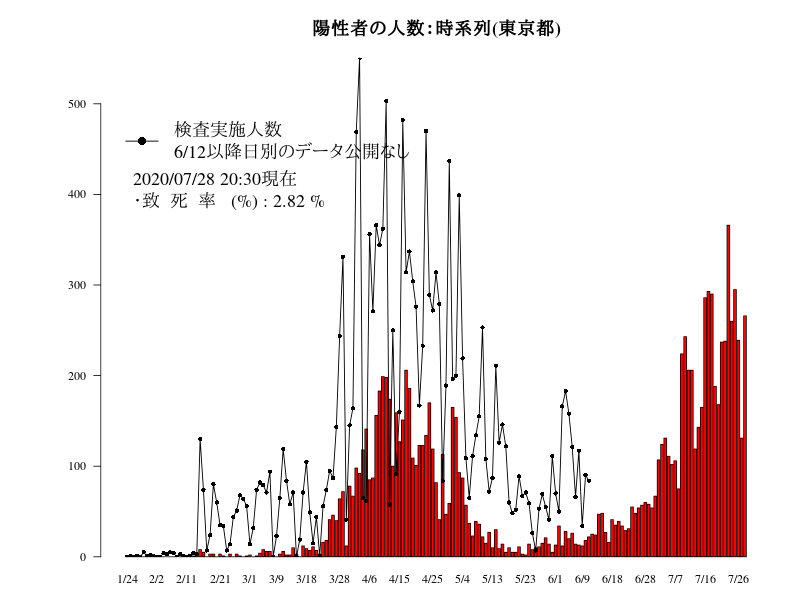 陽性者の人数:時系列(東京都)
検査実施人数
6/12以降日別のデータ公開なし
2020/07/28 20:30現在
・致 死 率 (%) : 2.82 %
500
400
300
200
100
0
1/24 2/2 2/11 2/21 3/1 3/9 3/18 3/28 4/6 4/15 4/25 5/4 5/13 5/23 6/1 6/9 6/18 6/28 7/7 7/16 7/26